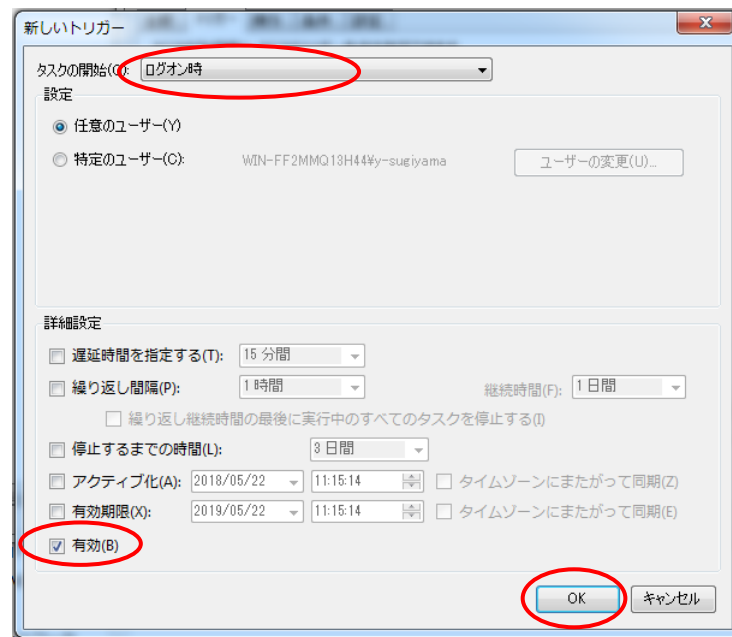 新しいトリガー
タスクの開始(G): ログオン時
設定
任意のユーザー(Y)
特定のユーザー(C): WIN-FF2MMQ13H44¥y-sugiyama ユーザーの変更(U)...
詳細設定
遅延時間を指定する(T): 15 分間
繰り返し間隔(P): 1 時間 継続時間(F): 1 日間
繰り返し継続時間の最後に実行中のすべてのタスクを停止する(I)
停止するまでの時間(L): 3 日間
アクティブ化(A): 2018/05/22 11:15:14 タイムゾーンにまたがって同期(Z)
有効期限(X): 2019/05/22 11:15:14 タイムゾーンにまたがって同期(E)
有効(B)
OK キャンセル